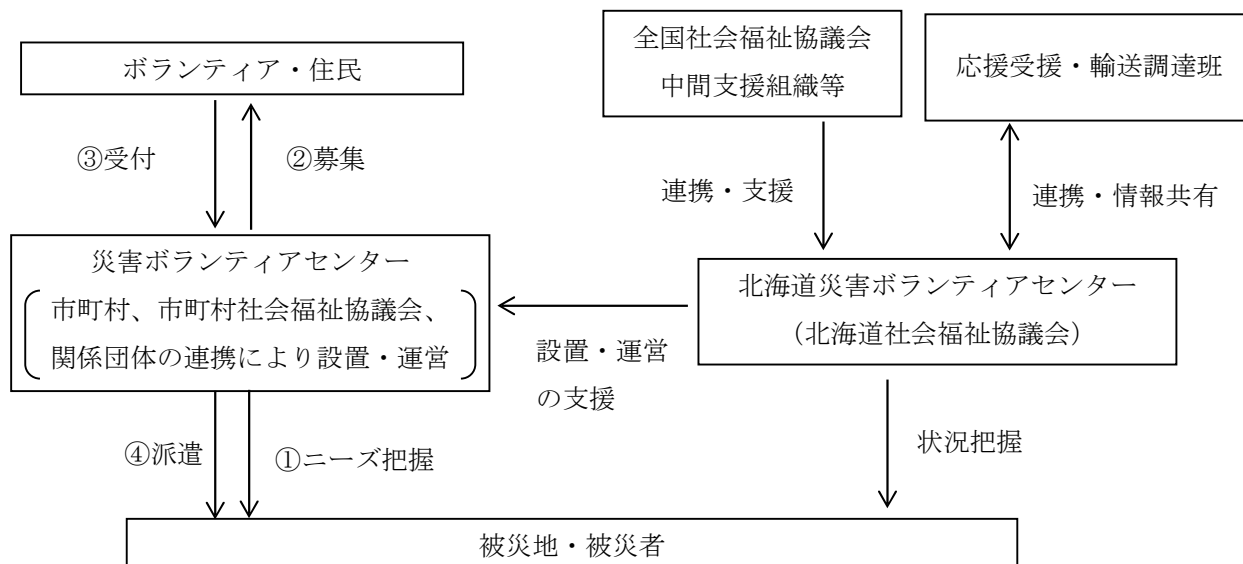 ボランティア・住民
全国社会福祉協議会
中間支援組織等
応援受援・輸送調達班
③受付
②募集
連携・支援
連携・情報共有
災害ボランティアセンター
市町村、市町村社会福祉協議会、
関係団体の連携により設置・運営
北海道災害ボランティアセンター
（北海道社会福祉協議会）
設置・運営
の支援
④派遣
①ニーズ把握
状況把握
被災地・被災者